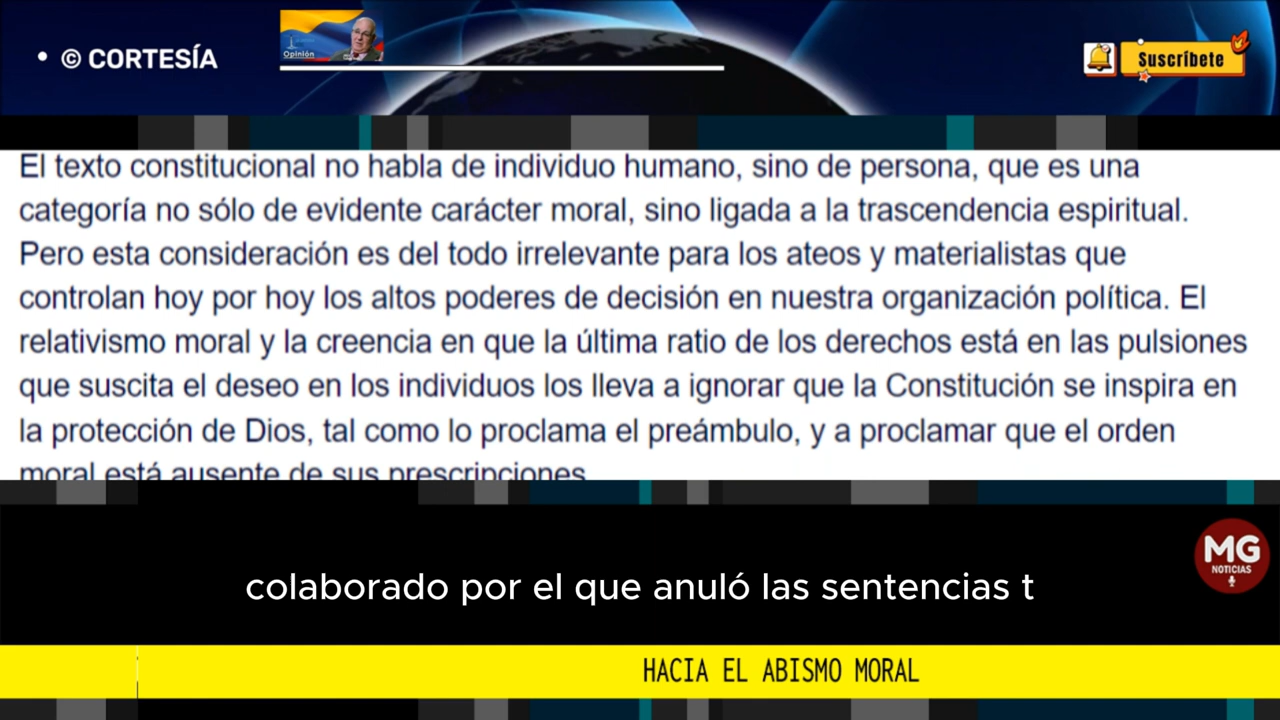 • © CORTESÍA
Opinión
Suscríbete
El texto constitucional no habla de individuo humano, sino de persona, que es una
categoría no sólo de evidente carácter moral, sino ligada a la trascendencia espiritual.
Pero esta consideración es del todo irrelevante para los ateos y materialistas que
controlan hoy por hoy los altos poderes de decisión en nuestra organización política. El
relativismo moral y la creencia en que la última ratio de los derechos está en las pulsiones
que suscita el deseo en los individuos los lleva a ignorar que la Constitución se inspira en
la protección de Dios, tal como lo proclama el preámbulo, y a proclamar que el orden
moral está ausente de sus prescripciones
MG
NOTICIAS
colaborado por el que anuló las sentencias t
HACIA EL ABISMO MORAL